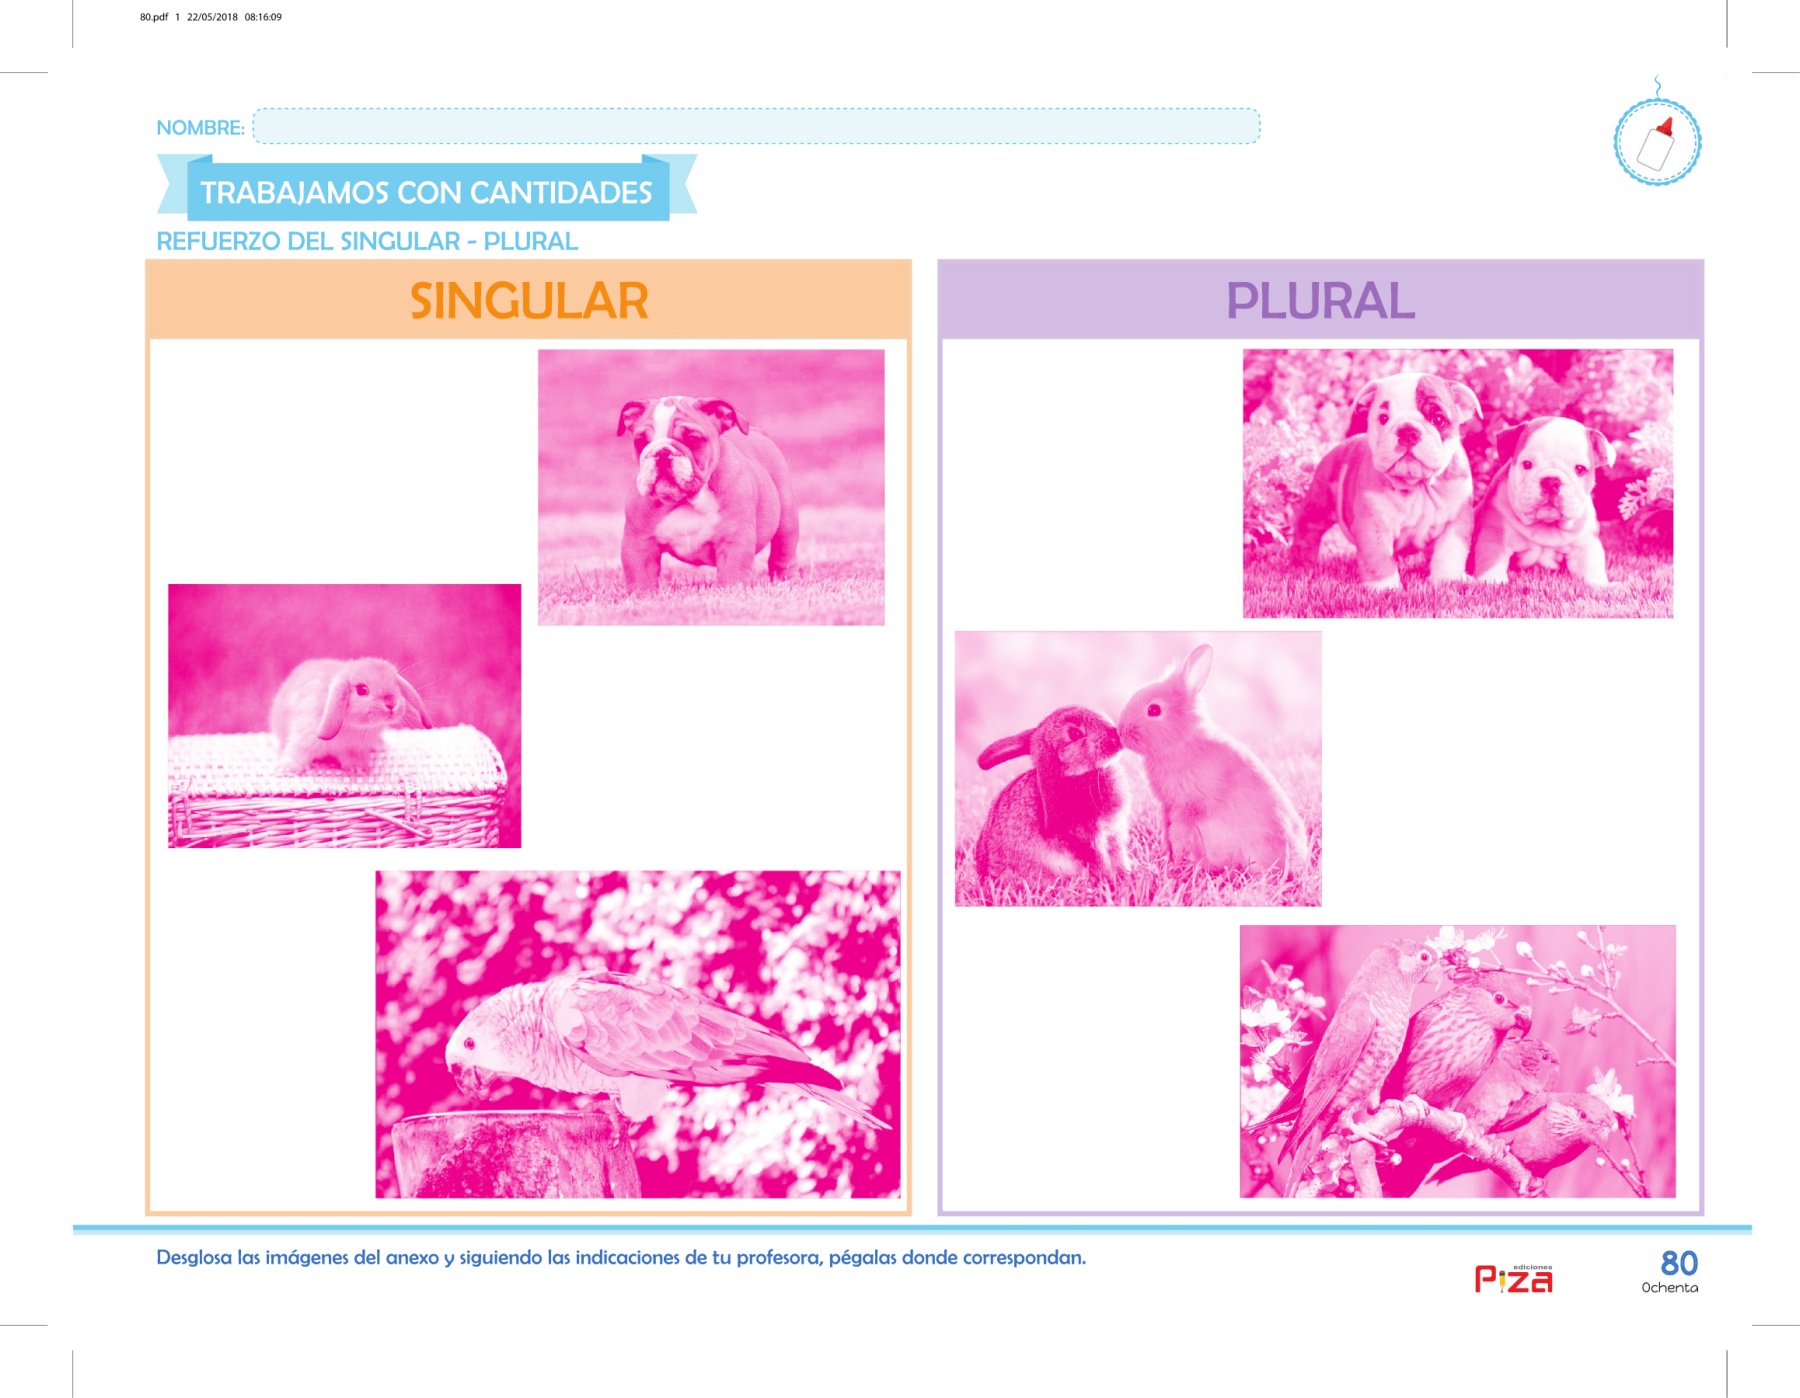 80.pdf 1 22/05/2018 08:16:09
NOMBRE:
TRABAJAMOS CON CANTIDADES
REFUERZO DEL SINGULAR - PLURAL
SINGULAR
PLURAL
Desglosa las imágenes del anexo y siguiendo las indicaciones de tu profesora, pégalas donde correspondan.
ediciones
Piza
80
Ochenta